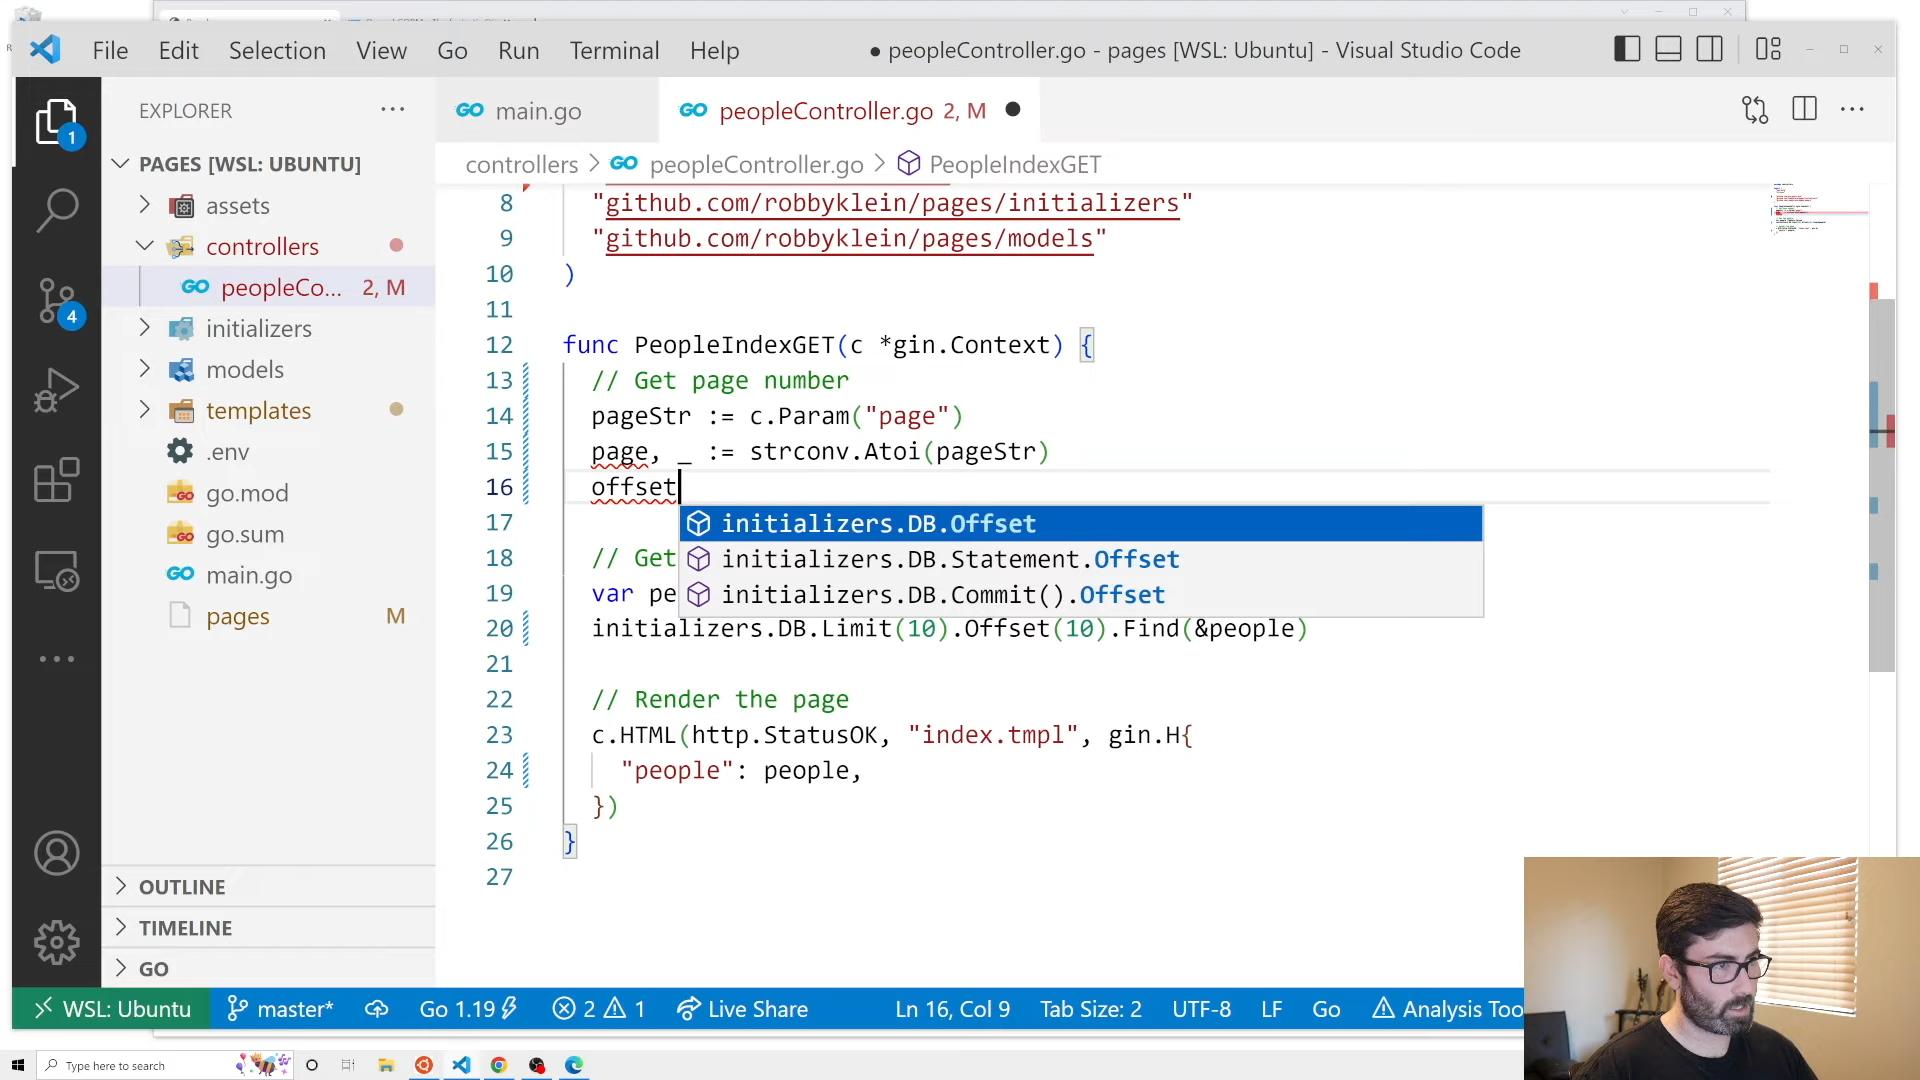 File Edit Selection View Go Run Terminal Help ● peopleController.go - pages [WSL: Ubuntu] - Visual Studio Code
EXPLORER ···
main.go
peopleController.go 2, M
PAGES [WSL: UBUNTU]
controllers > peopleController.go > PeopleIndexGET
1
4
assets
controllers
peopleCo... 2, M
initializers
models
templates
.env
go.mod
go.sum
main.go
pages M
OUTLINE
TIMELINE
GO
8 "github.com/robbyklein/pages/initializers"
9 "github.com/robbyklein/pages/models"
10 )
11
12 func PeopleIndexGET(c *gin.Context) {
13 // Get page number
14 pageStr := c.Param("page")
15 page, _ := strconv.Atoi(pageStr)
16 offset
17
initializers.DB.Offset
initializers.DB.Statement.Offset
initializers.DB.Commit().Offset
18 // Get
19 var pe
20 initializers.DB.Limit(10).Offset(10).Find(&people)
21
22 // Render the page
23 c.HTML(http.StatusOK, "index.tmpl", gin.H{
24 "people": people,
25 })
26 }
27
WSL: Ubuntu master* Go 1.19 2 1 Live Share Ln 16, Col 9 Tab Size: 2 UTF-8 LF Go Analysis Too
Type here to search